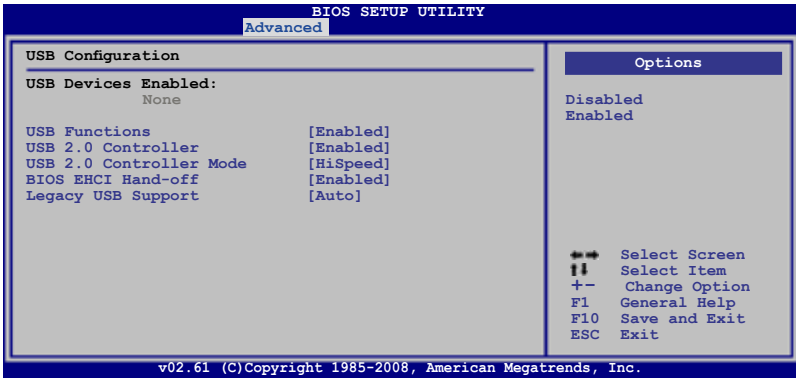 BIOS SETUP UTILITY
Advanced
USB Configuration
USB Devices Enabled:
None
USB Functions [Enabled]
USB 2.0 Controller [Enabled]
USB 2.0 Controller Mode [HiSpeed]
BIOS EHCI Hand-off [Enabled]
Legacy USB Support [Auto]
Options
Disabled
Enabled
←→ Select Screen
↑↓ Select Item
+- Change Option
F1 General Help
F10 Save and Exit
ESC Exit
v02.61 (C)Copyright 1985-2008, American Megatrends, Inc.